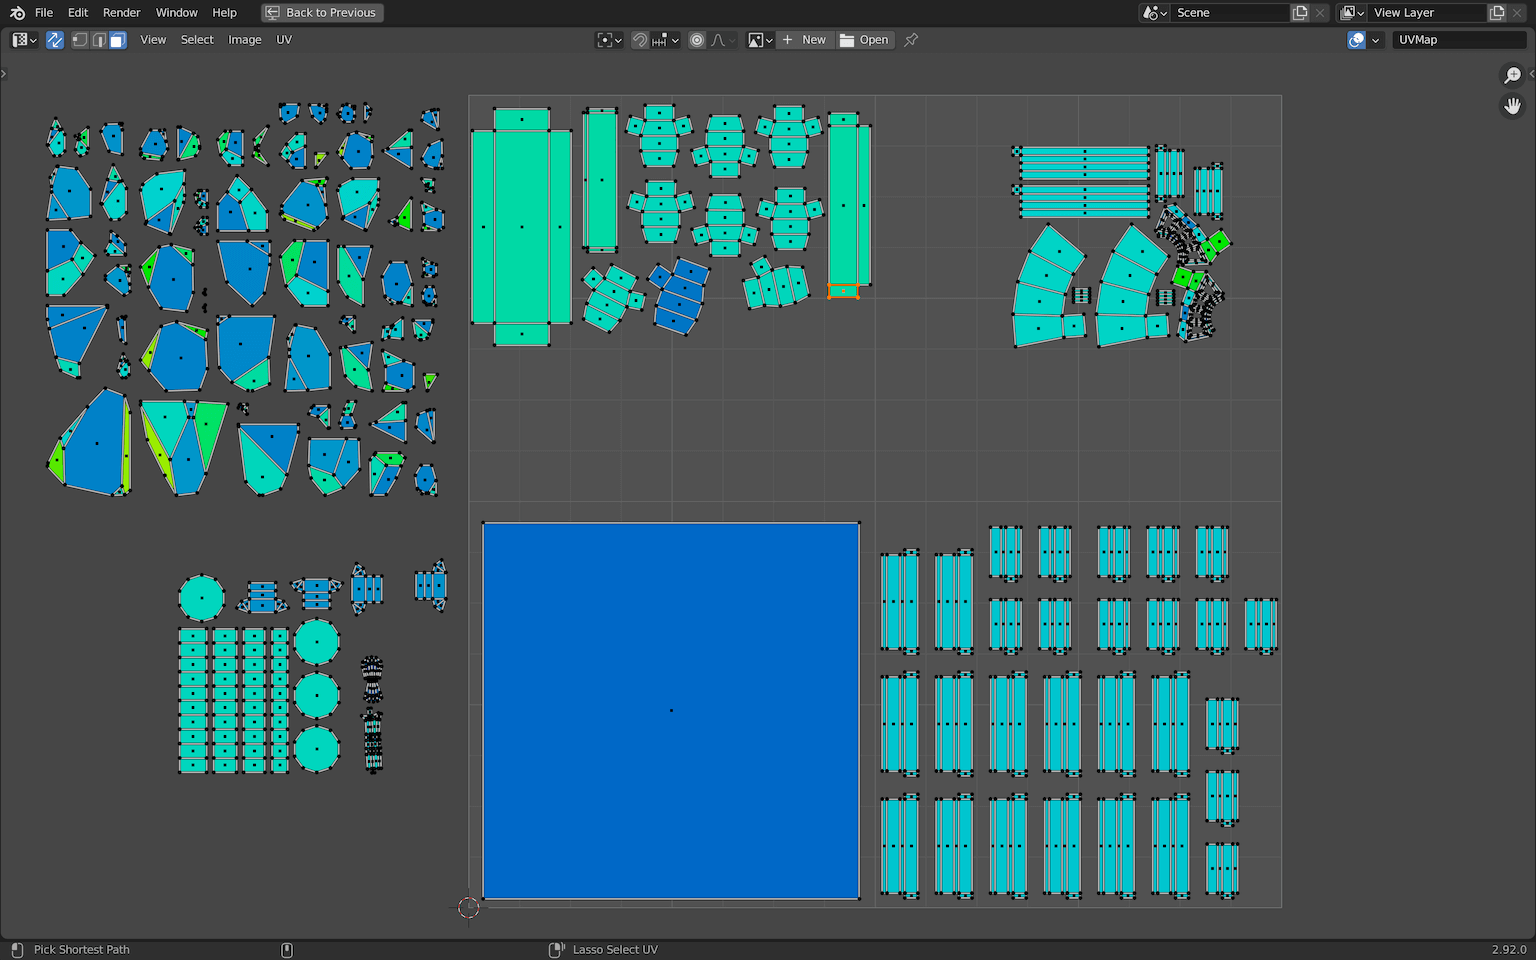 File Edit Render Window Help Back to Previous Scene View Layer
View Select Image UV New Open UVMap
Pick Shortest Path Lasso Select UV 2.92.0